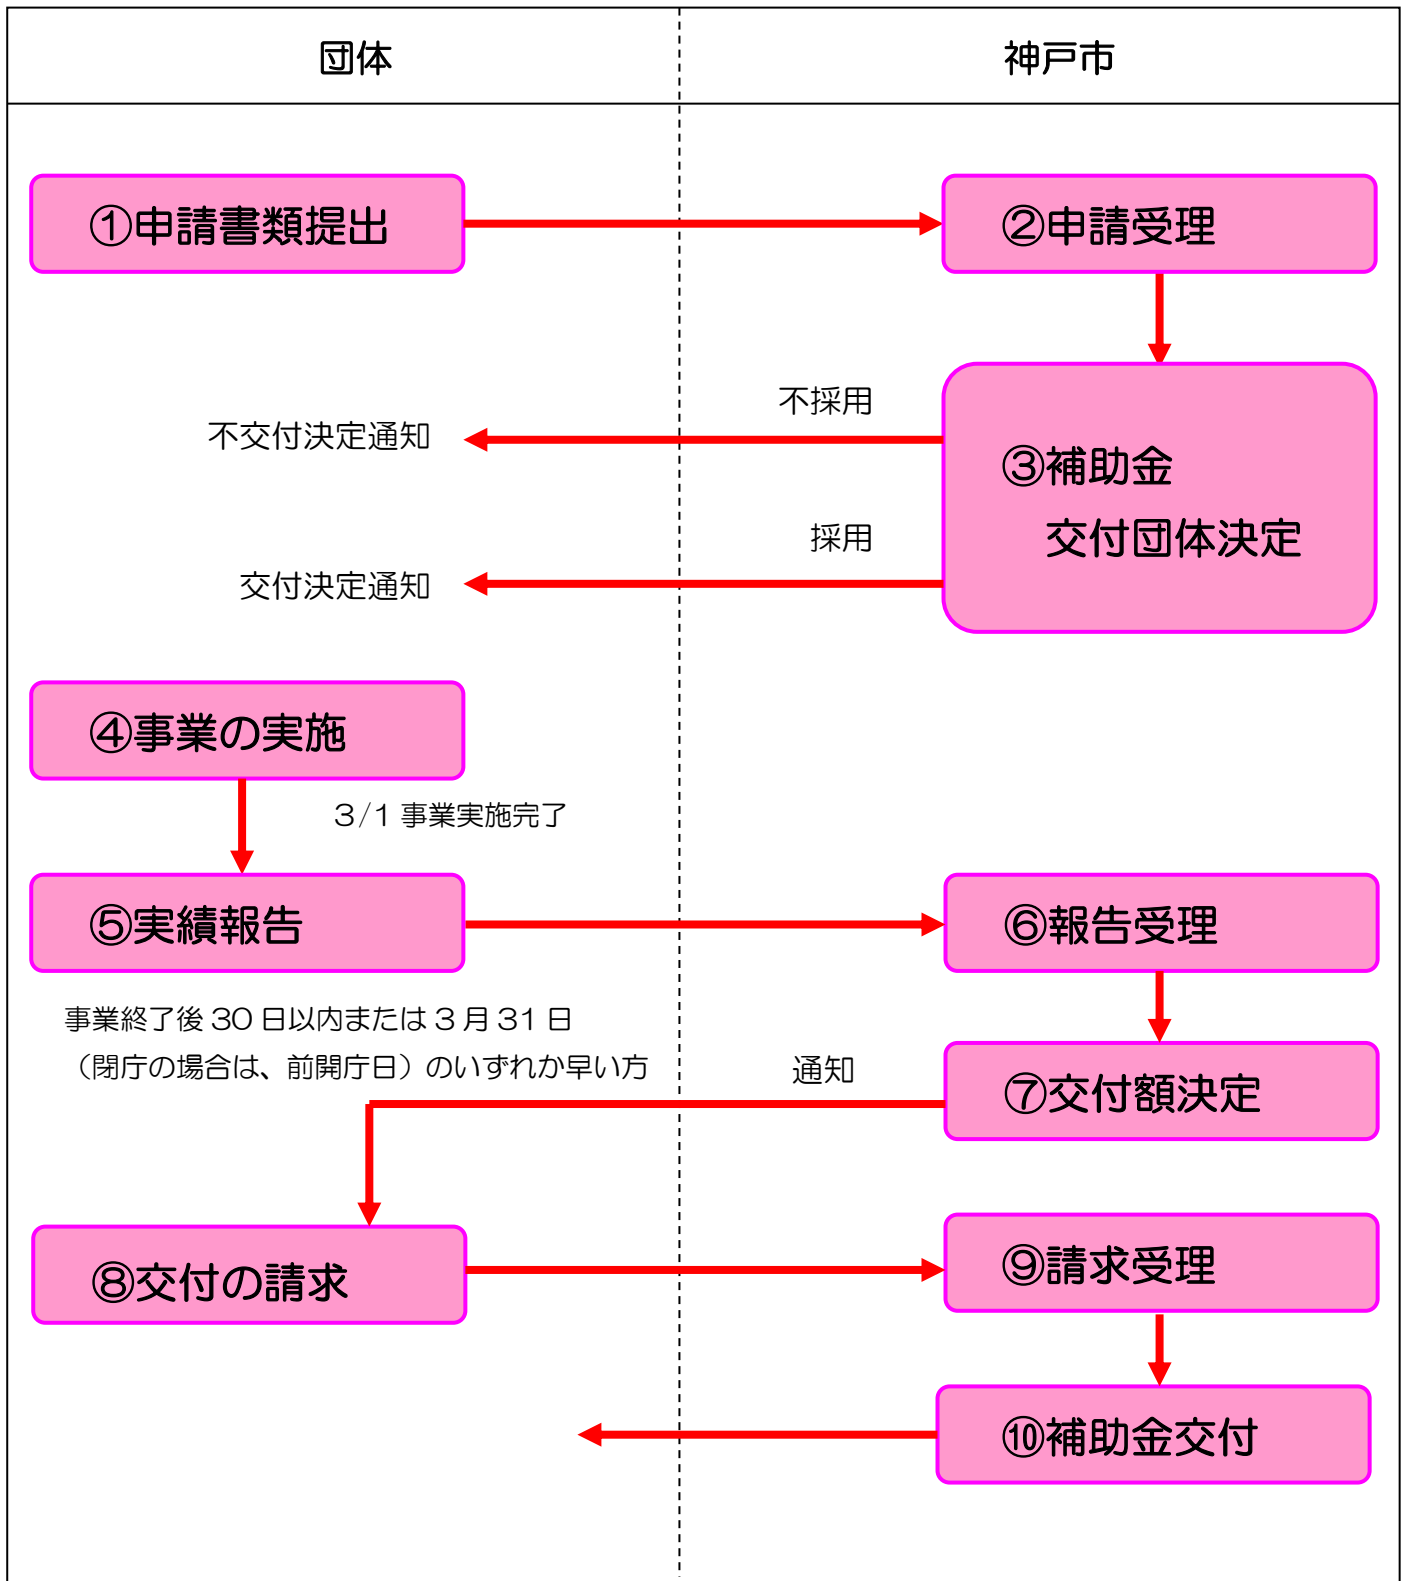 団体
神戸市
①申請書類提出
②申請受理
不採用
不交付決定通知
③補助金
交付団体決定
採用
交付決定通知
④事業の実施
3/1 事業実施完了
⑤実績報告
⑥報告受理
事業終了後 30 日以内または 3 月 31 日
（閉庁の場合は、前開庁日）のいずれか早い方
通知
⑦交付額決定
⑧交付の請求
⑨請求受理
⑩補助金交付